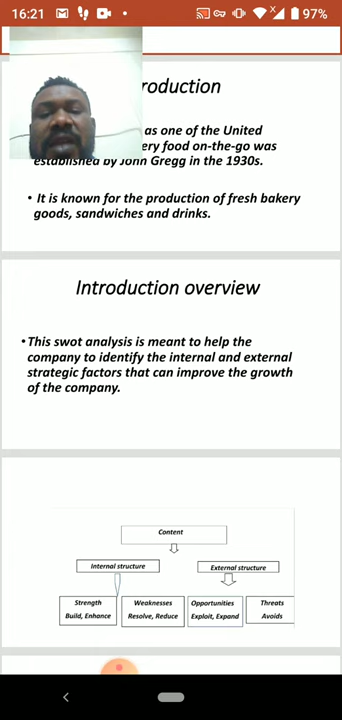 16:21
97%
roduction
as one of the United
ery food on-the-go was
established by John Gregg in the 1930s.
• It is known for the production of fresh bakery
goods, sandwiches and drinks.
Introduction overview
• This swot analysis is meant to help the
company to identify the internal and external
strategic factors that can improve the growth
of the company.
Content
Internal structure
External structure
Strength
Build, Enhance
Weaknesses
Resolve, Reduce
Opportunities
Exploit, Expand
Threats
Avoids